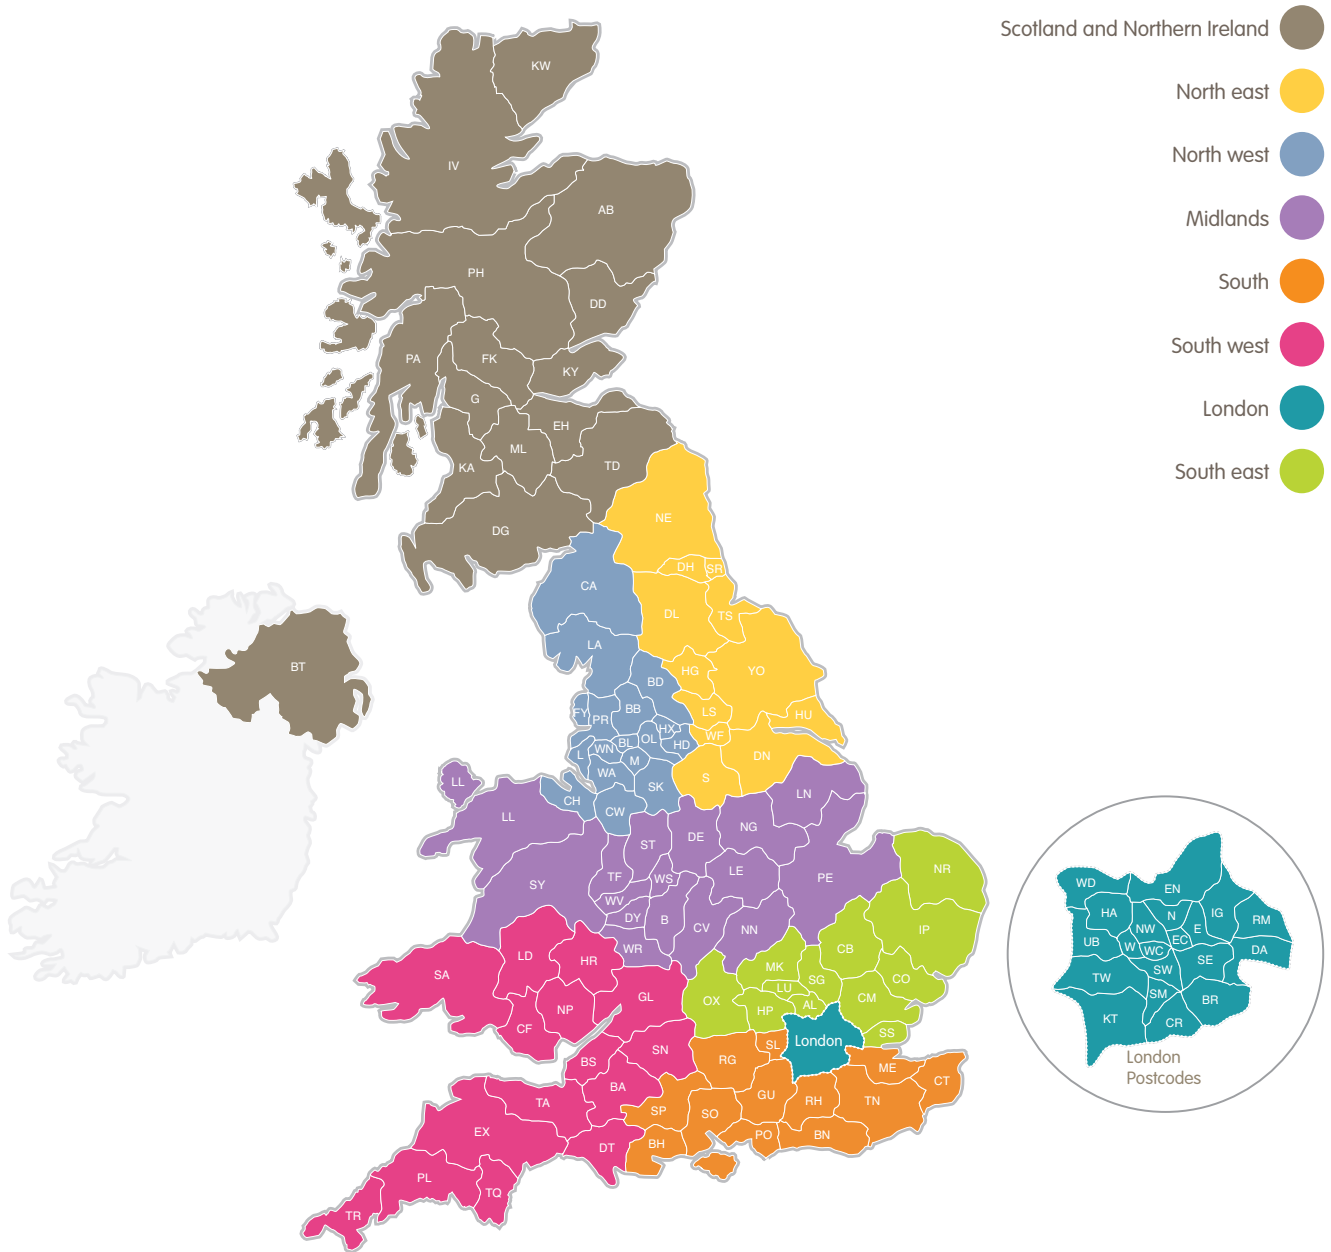 Scotland and Northern Ireland
North east
North west
Midlands
South
South west
London
South east
KW
IV
AB
PH
DD
PA
FK
KY
G
EH
ML
KA
TD
DG
NE
DH
SR
CA
DL
TS
LA
BT
HG
YO
BD
FY
PR
BB
LS
HU
HX
WF
OL
HD
BL
WN
L
M
DN
WA
S
SK
LL
CH
CW
LN
LL
ST
DE
NG
TF
WS
LE
PE
NR
SY
WV
DY
B
CV
NN
IP
WR
LD
HR
SA
MK
CB
SG
CO
LU
GL
OX
HP
AL
CM
NP
CF
SS
London
SN
RG
SL
BS
ME
CT
BA
TA
GU
RH
TN
SP
SO
EX
DT
BH
PO
BN
PL
TQ
TR
WD
EN
HA
N
IG
RM
NW
E
UB
W
WC
EC
DA
SE
TW
SW
SM
BR
KT
CR
London
Postcodes